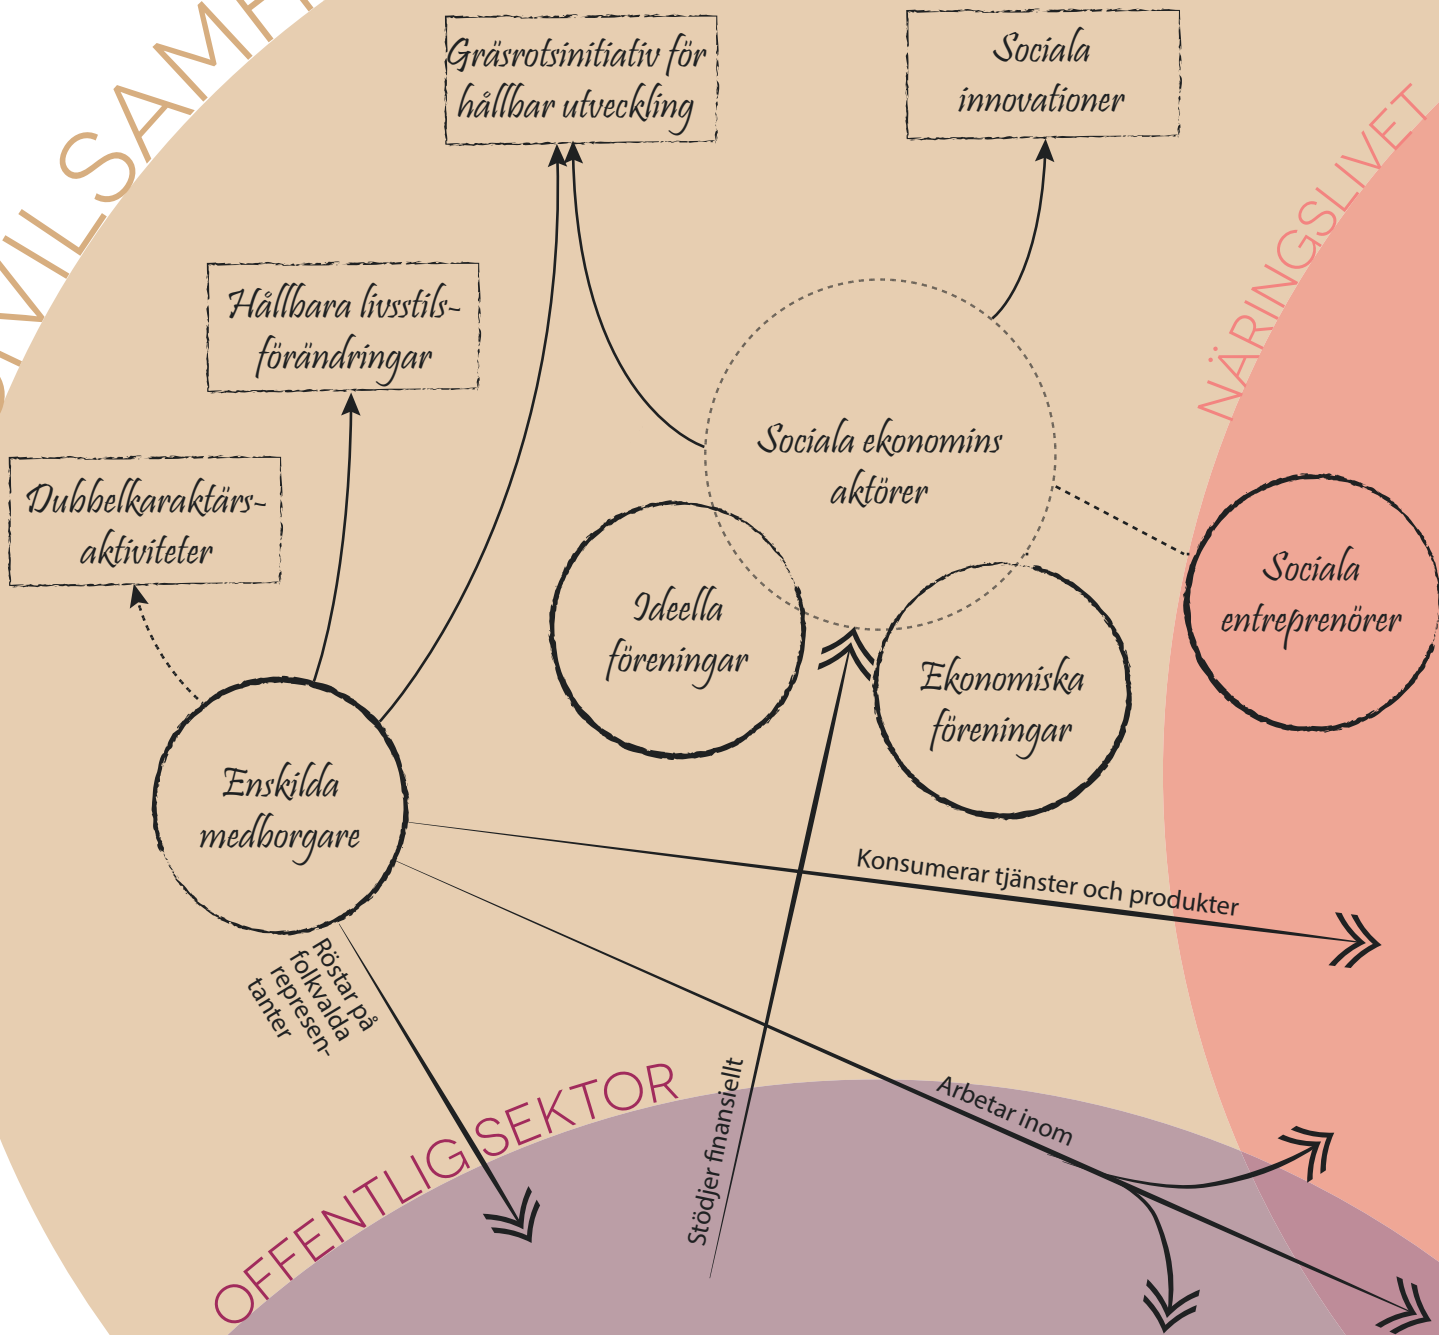 VILSAMH
Gräsrotsinitiativ för
hållbar utveckling
Sociala
innovationer
NÄRINGSLIVET
Hållbara livsstils-
förändringar
Sociala ekonomins
aktörer
Dubbelkaraktärs-
aktiviteter
Sociala
entreprenörer
Ideella
föreningar
Ekonomiska
föreningar
Enskilda
medborgare
Konsumerar tjänster och produkter
Röstar på
folkvalda
represen-
tanter
Stödjer finansiellt
Arbetar inom
OFFENTLIG SEKTOR